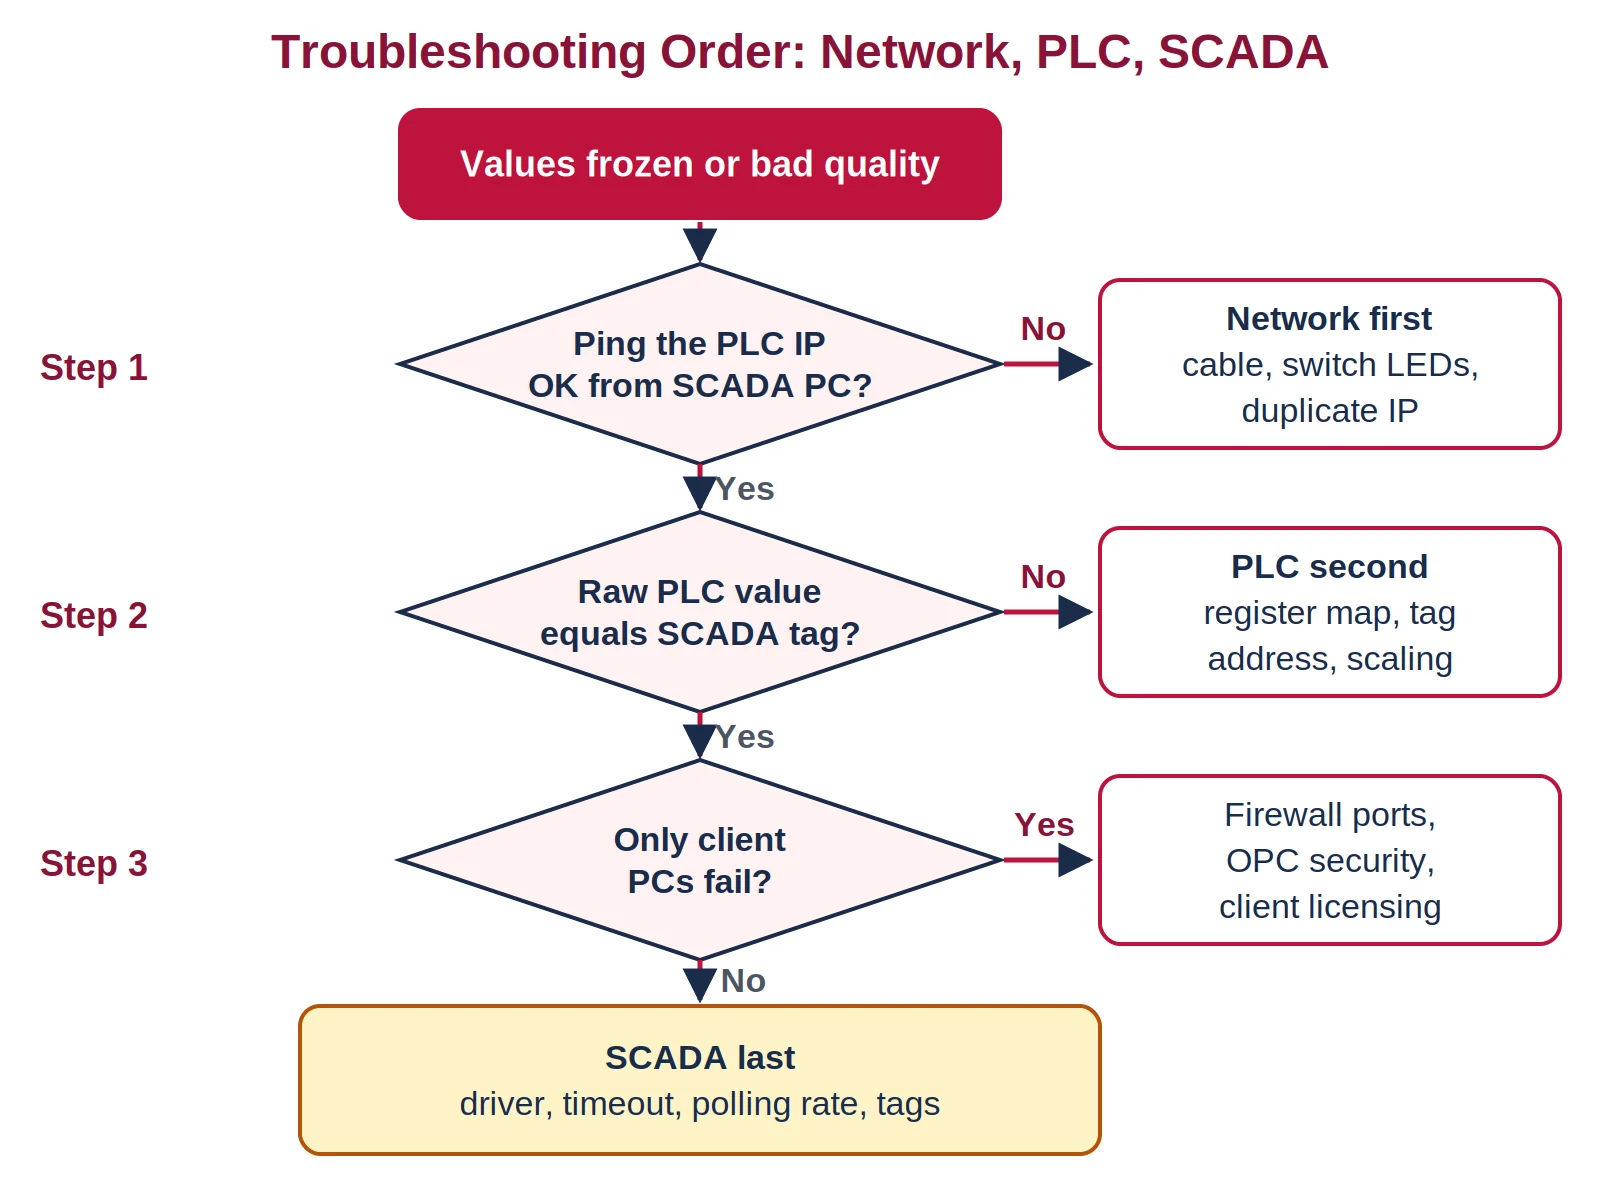 Troubleshooting Order: Network, PLC, SCADA
Values frozen or bad quality
Step 1
Ping the PLC IP
OK from SCADA PC?
No
Network first
cable, switch LEDs,
duplicate IP
Yes
Step 2
Raw PLC value
equals SCADA tag?
No
PLC second
register map, tag
address, scaling
Yes
Step 3
Only client
PCs fail?
Yes
Firewall ports,
OPC security,
client licensing
No
SCADA last
driver, timeout, polling rate, tags